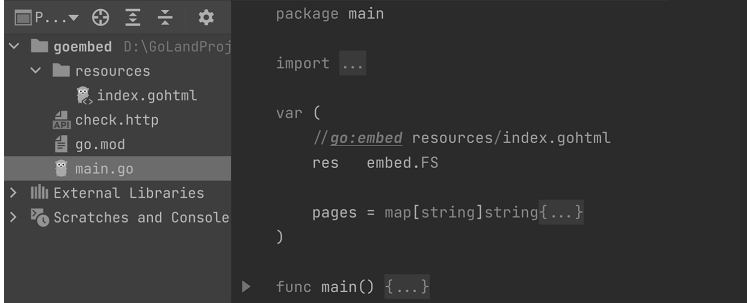 P...
goembed D:\GoLandProj
resources
index.gohtml
check.http
go.mod
main.go
External Libraries
Scratches and Console
package main
import ...
var (
//go:embed resources/index.gohtml
res embed.FS
pages = map[string]string{...}
)
func main() {...}